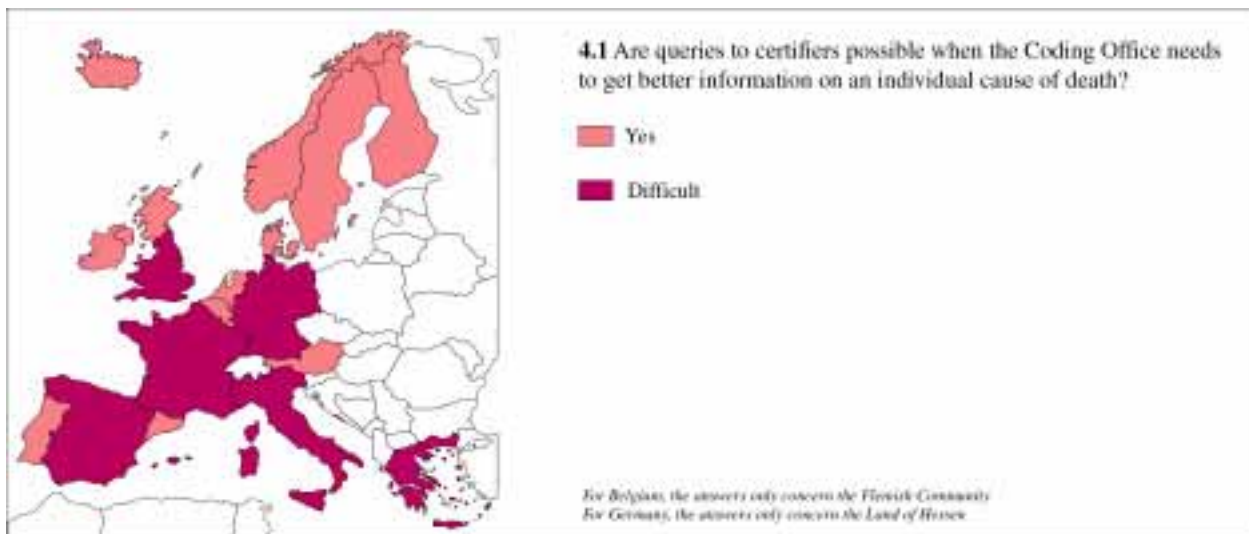 4.1 Are queries to certifiers possible when the Coding Office needs
to get better information on an individual cause of death?
Yes
Difficult
For Belgium, the answers only concern the Flemish Community
For Germany, the answers only concern the Land of Hessen